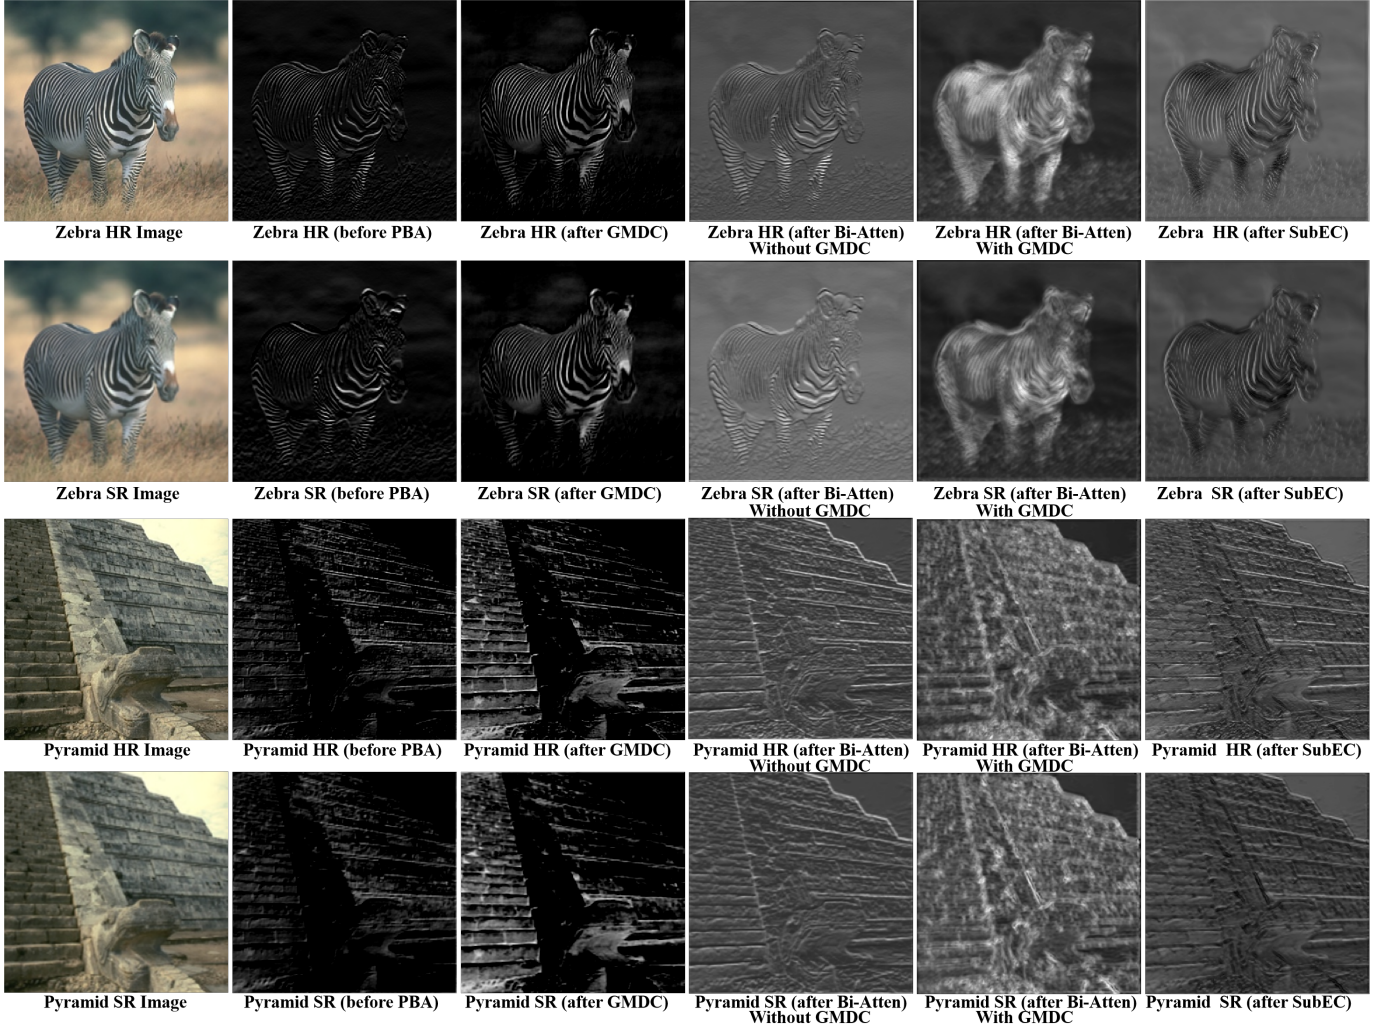 Zebra HR Image
Zebra HR (before PBA)
Zebra HR (after GMDC)
Zebra HR (after Bi-Atten)
Without GMDC
Zebra HR (after Bi-Atten)
With GMDC
Zebra HR (after SubEC)
Zebra SR Image
Zebra SR (before PBA)
Zebra SR (after GMDC)
Zebra SR (after Bi-Atten)
Without GMDC
Zebra SR (after Bi-Atten)
With GMDC
Zebra SR (after SubEC)
Pyramid HR Image
Pyramid HR (before PBA)
Pyramid HR (after GMDC)
Pyramid HR (after Bi-Atten)
Without GMDC
Pyramid HR (after Bi-Atten)
With GMDC
Pyramid HR (after SubEC)
Pyramid SR Image
Pyramid SR (before PBA)
Pyramid SR (after GMDC)
Pyramid SR (after Bi-Atten)
Without GMDC
Pyramid SR (after Bi-Atten)
With GMDC
Pyramid SR (after SubEC)